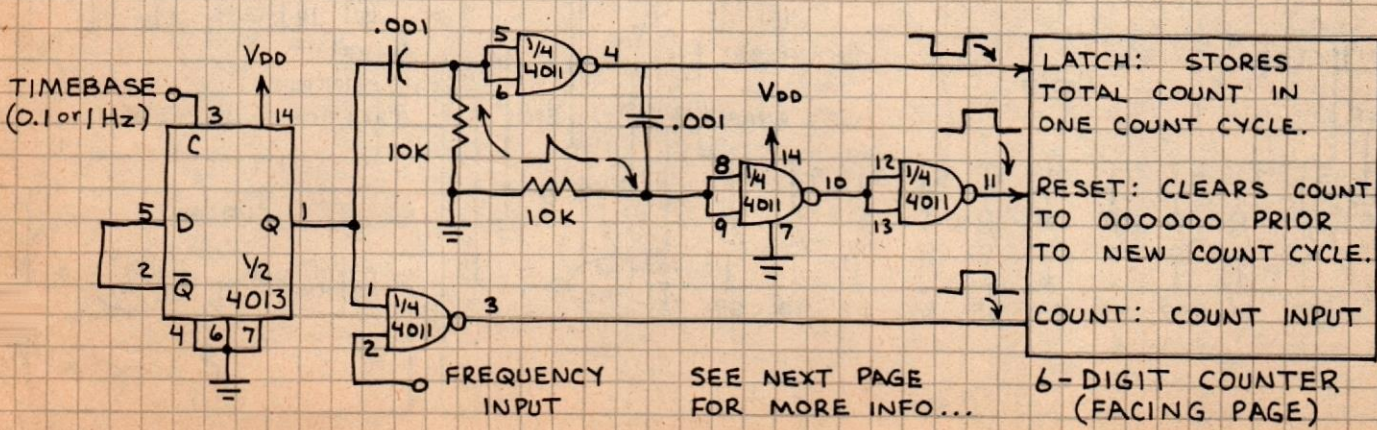 .001
5
1/4
4011
6
4
VDD
TIMEBASE
(0.1 or 1 Hz)
3
14
C
10K
.001
VDD
14
8
1/4
4011
9
7
10
12
1/4
4011
13
11
10K
5
D
Q
1
2
Q̅
1/2
4013
4
6
7
1
1/4
4011
2
3
FREQUENCY
INPUT
SEE NEXT PAGE
FOR MORE INFO...
LATCH: STORES
TOTAL COUNT IN
ONE COUNT CYCLE.
RESET: CLEARS COUNT
TO 000000 PRIOR
TO NEW COUNT CYCLE.
COUNT: COUNT INPUT
6-DIGIT COUNTER
(FACING PAGE)